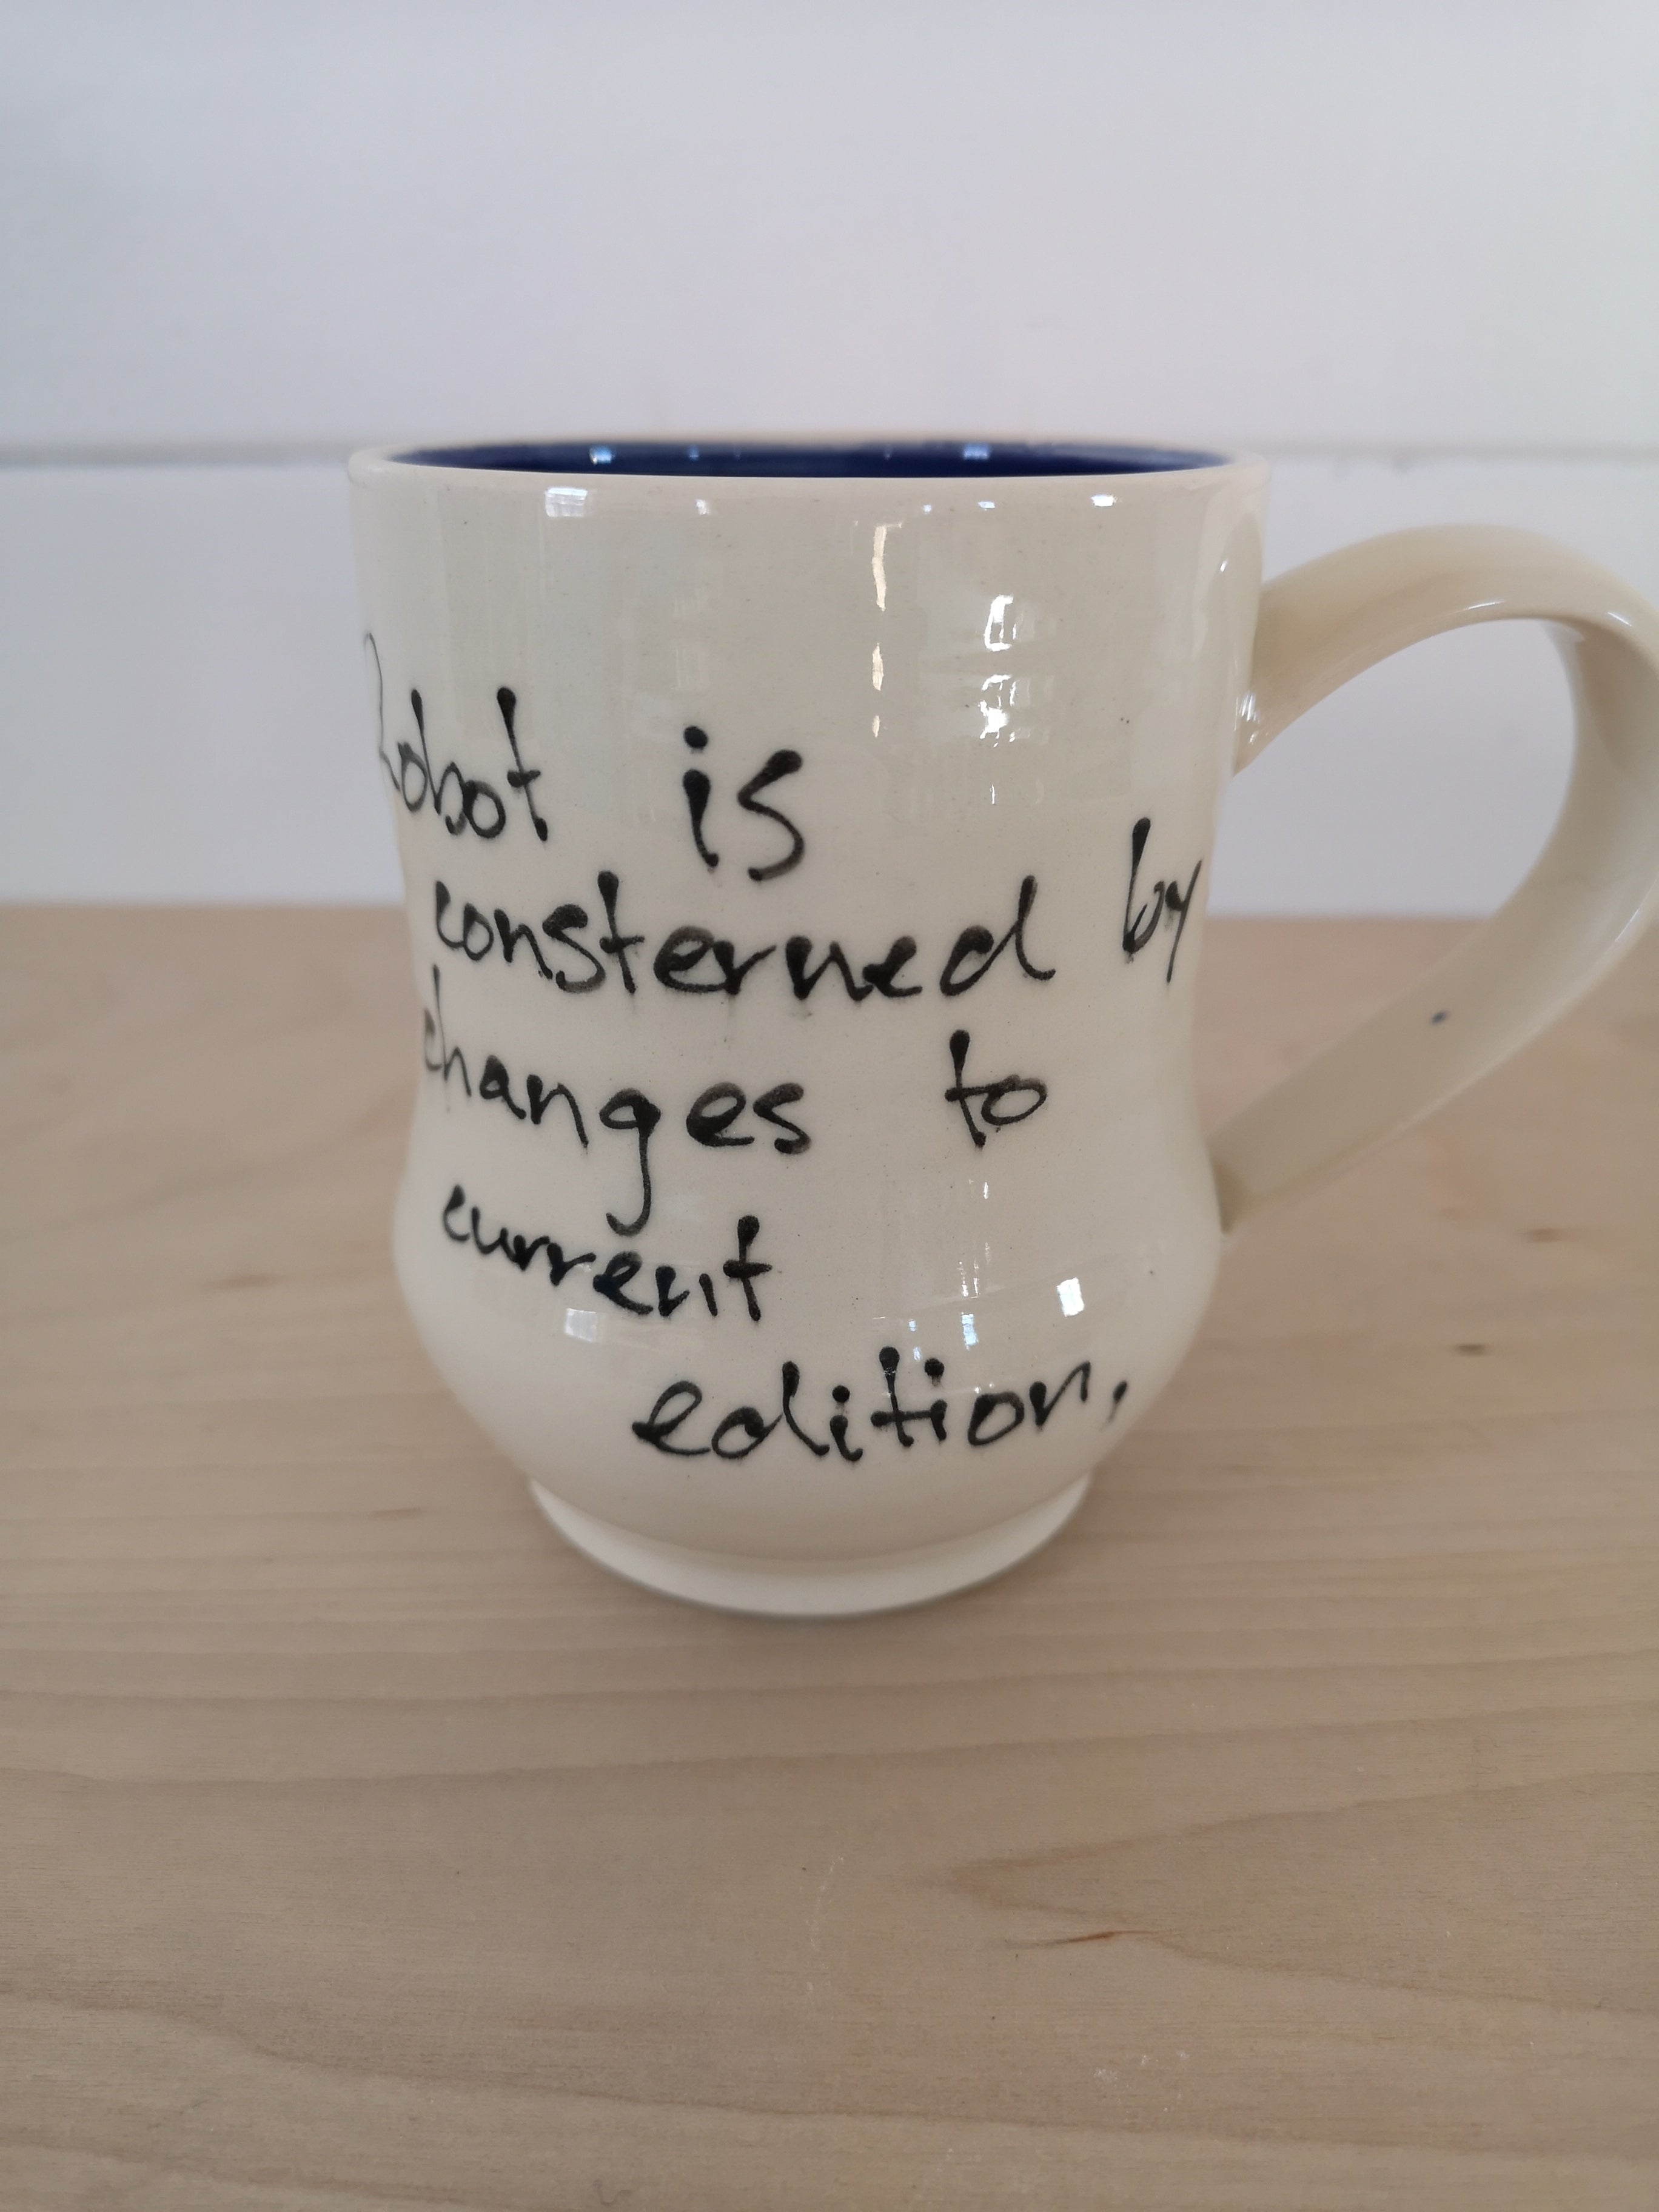 Robot is
consterned by
changes to
current
edition.